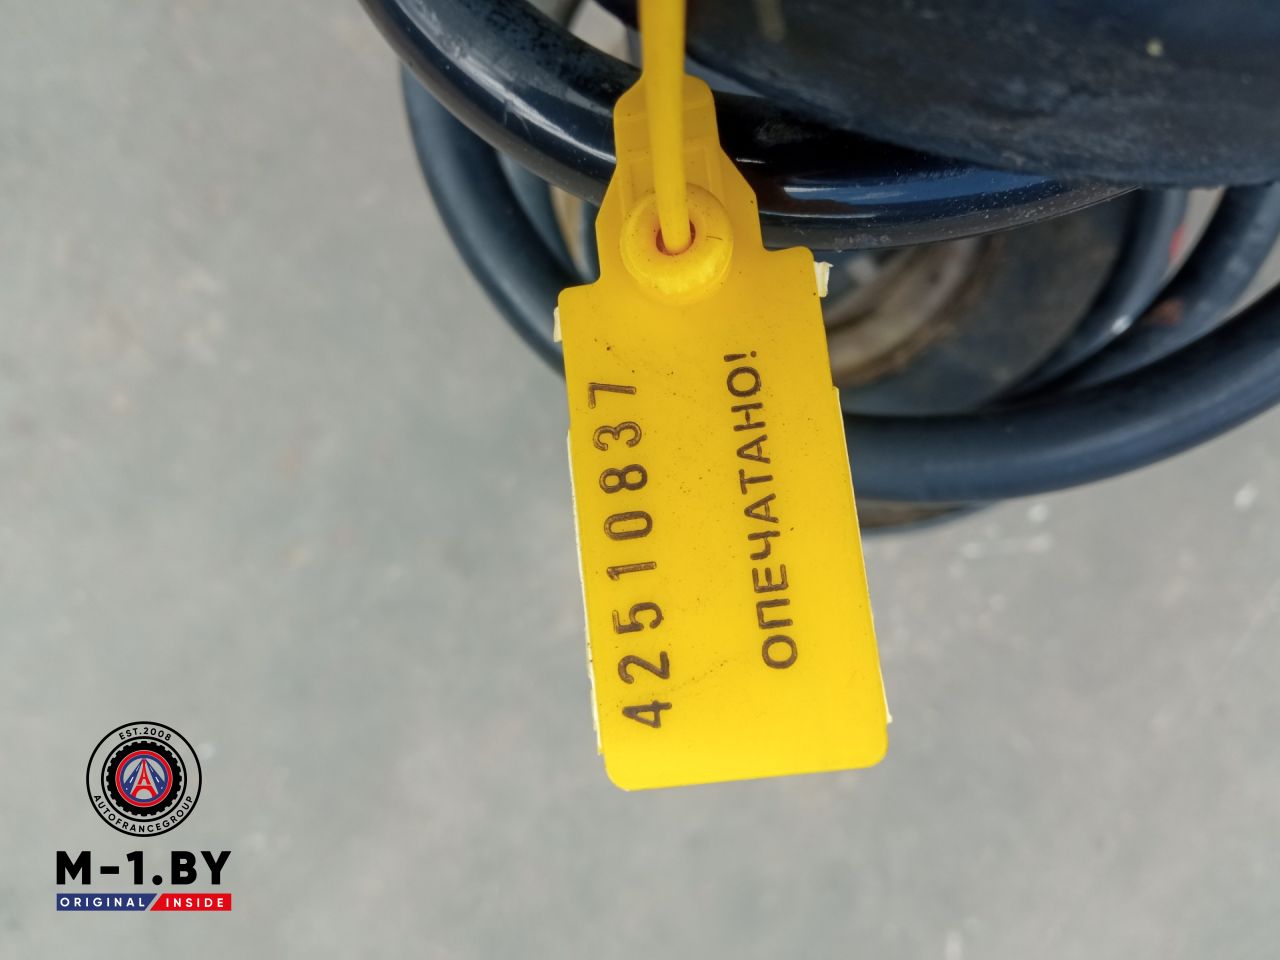 42510837
ОПЕЧАТАНО!
EST.2008
AUTOFRANCEGROUP
M-1.BY
ORIGINAL INSIDE